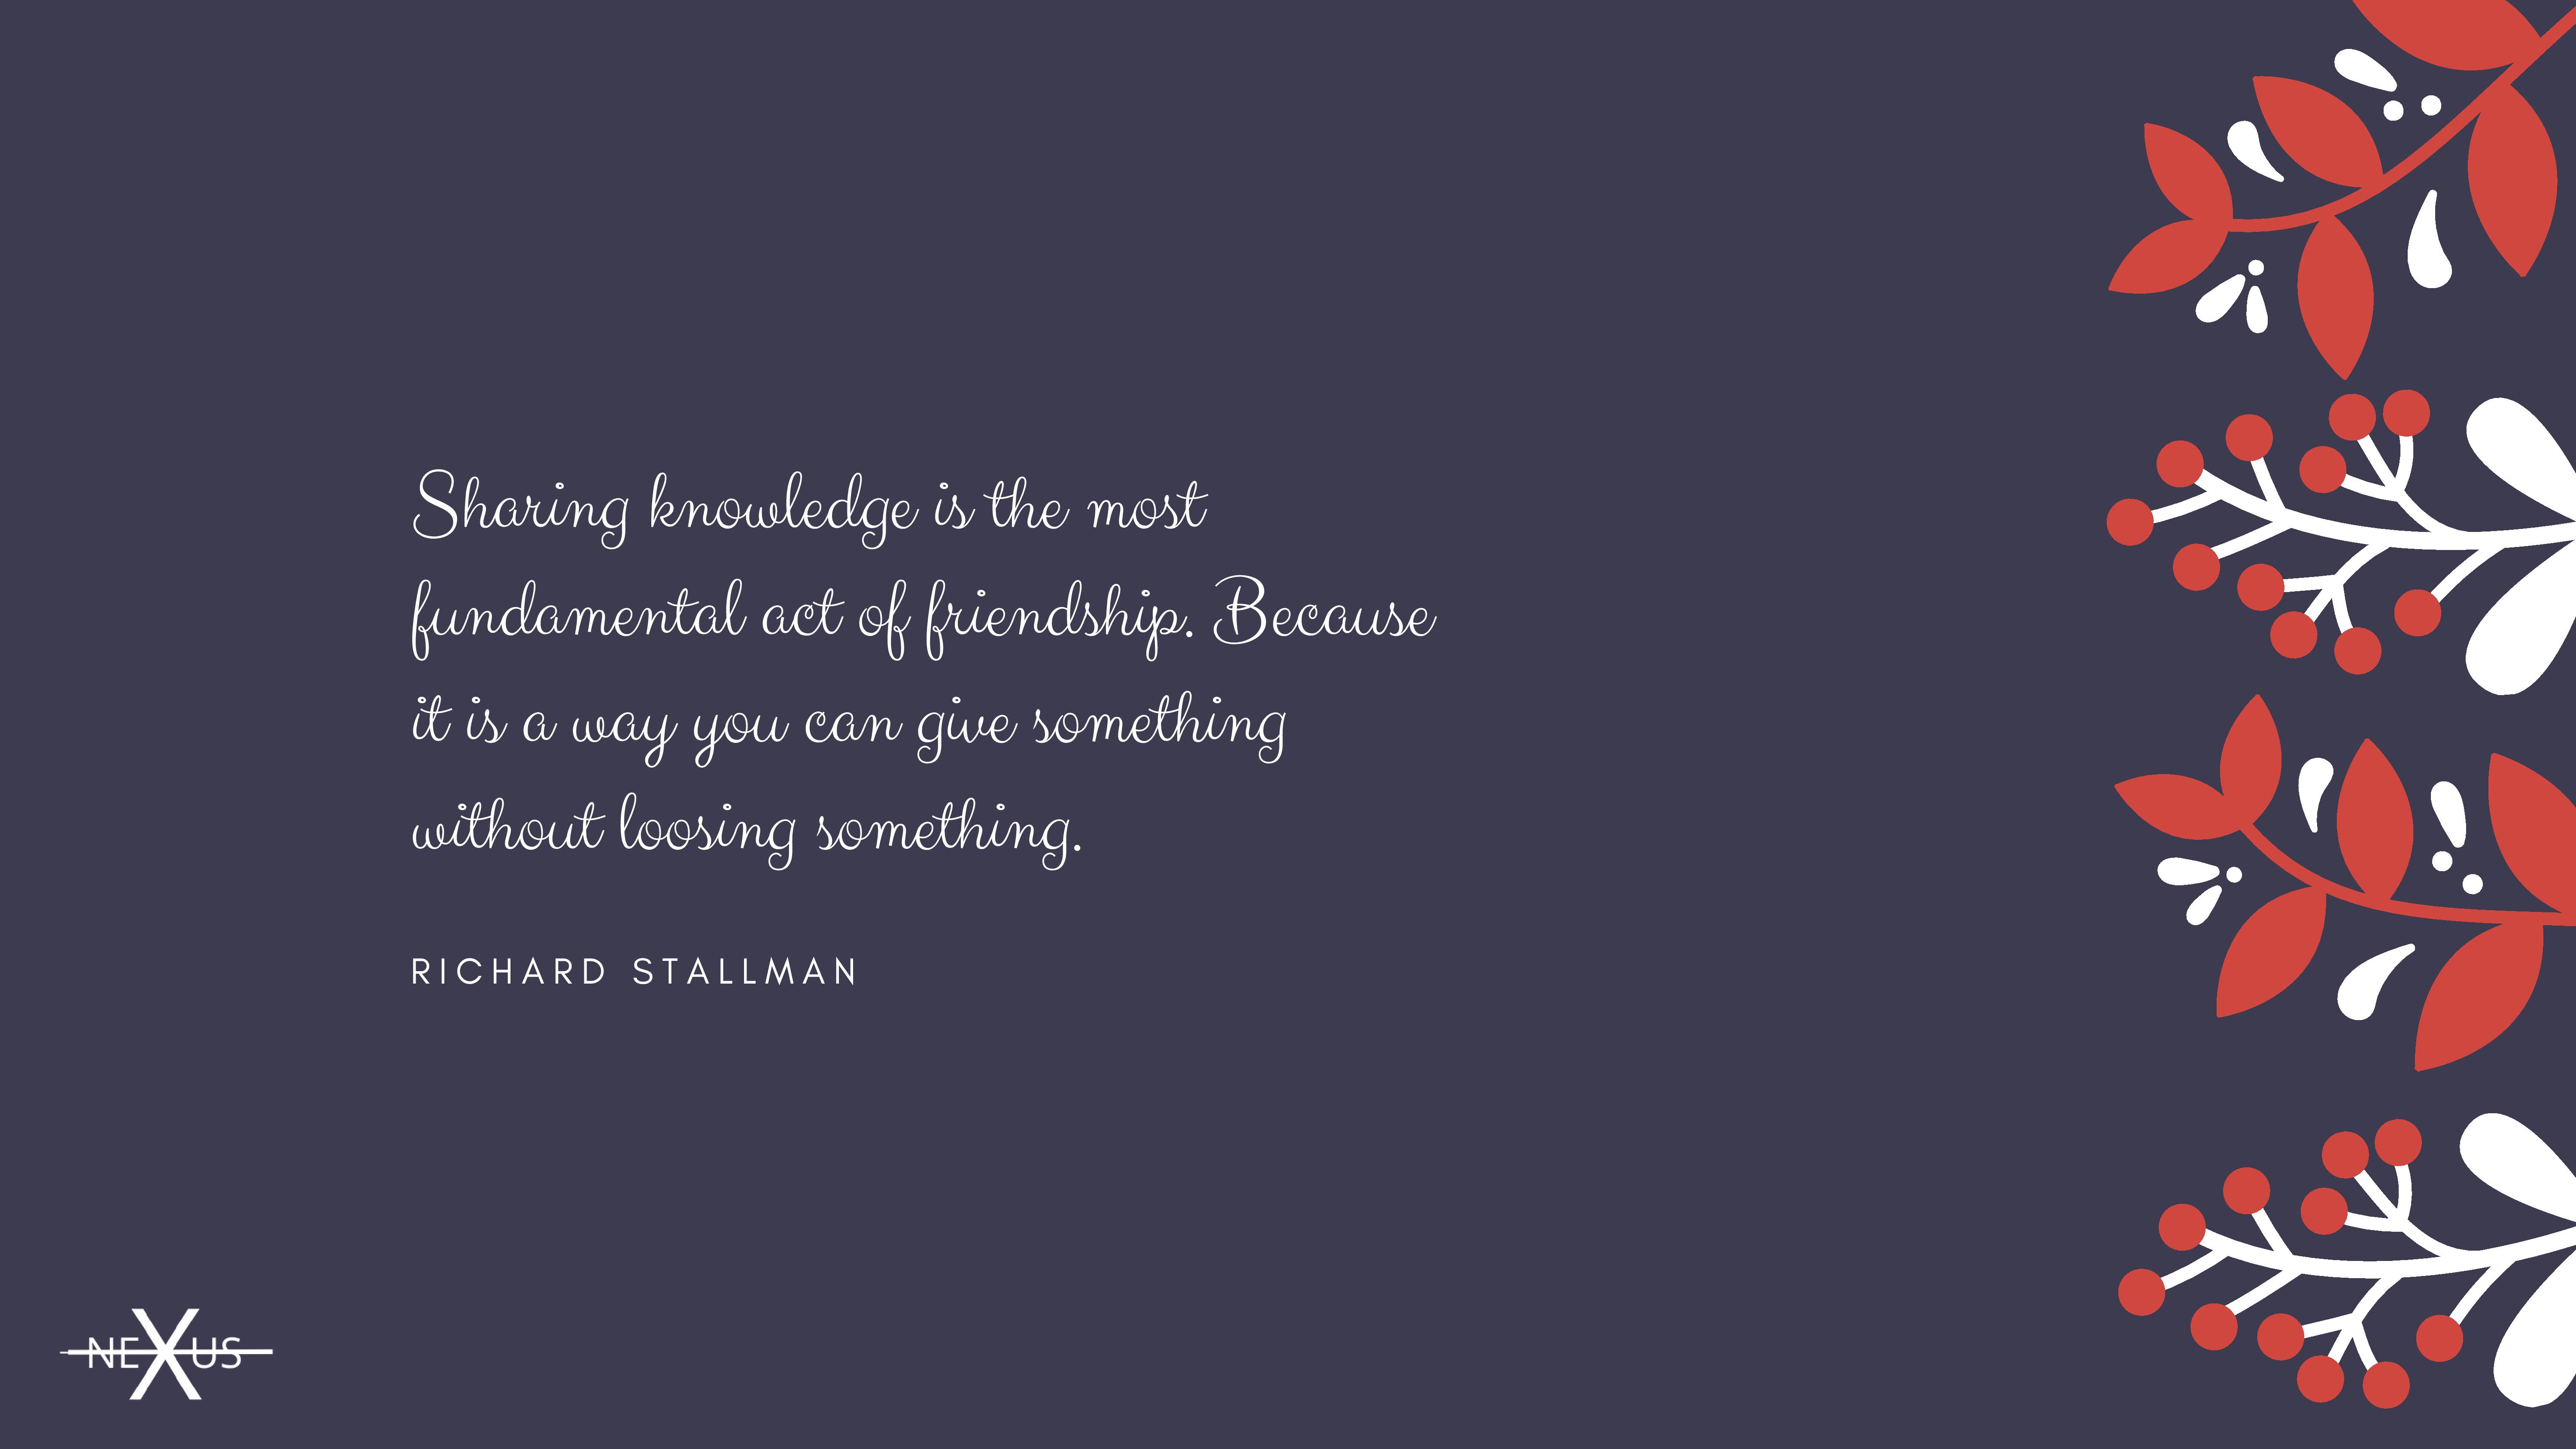 Sharing knowledge is the most
fundamental act of friendship. Because
it is a way you can give something
without loosing something.
RICHARD STALLMAN
NEXUS